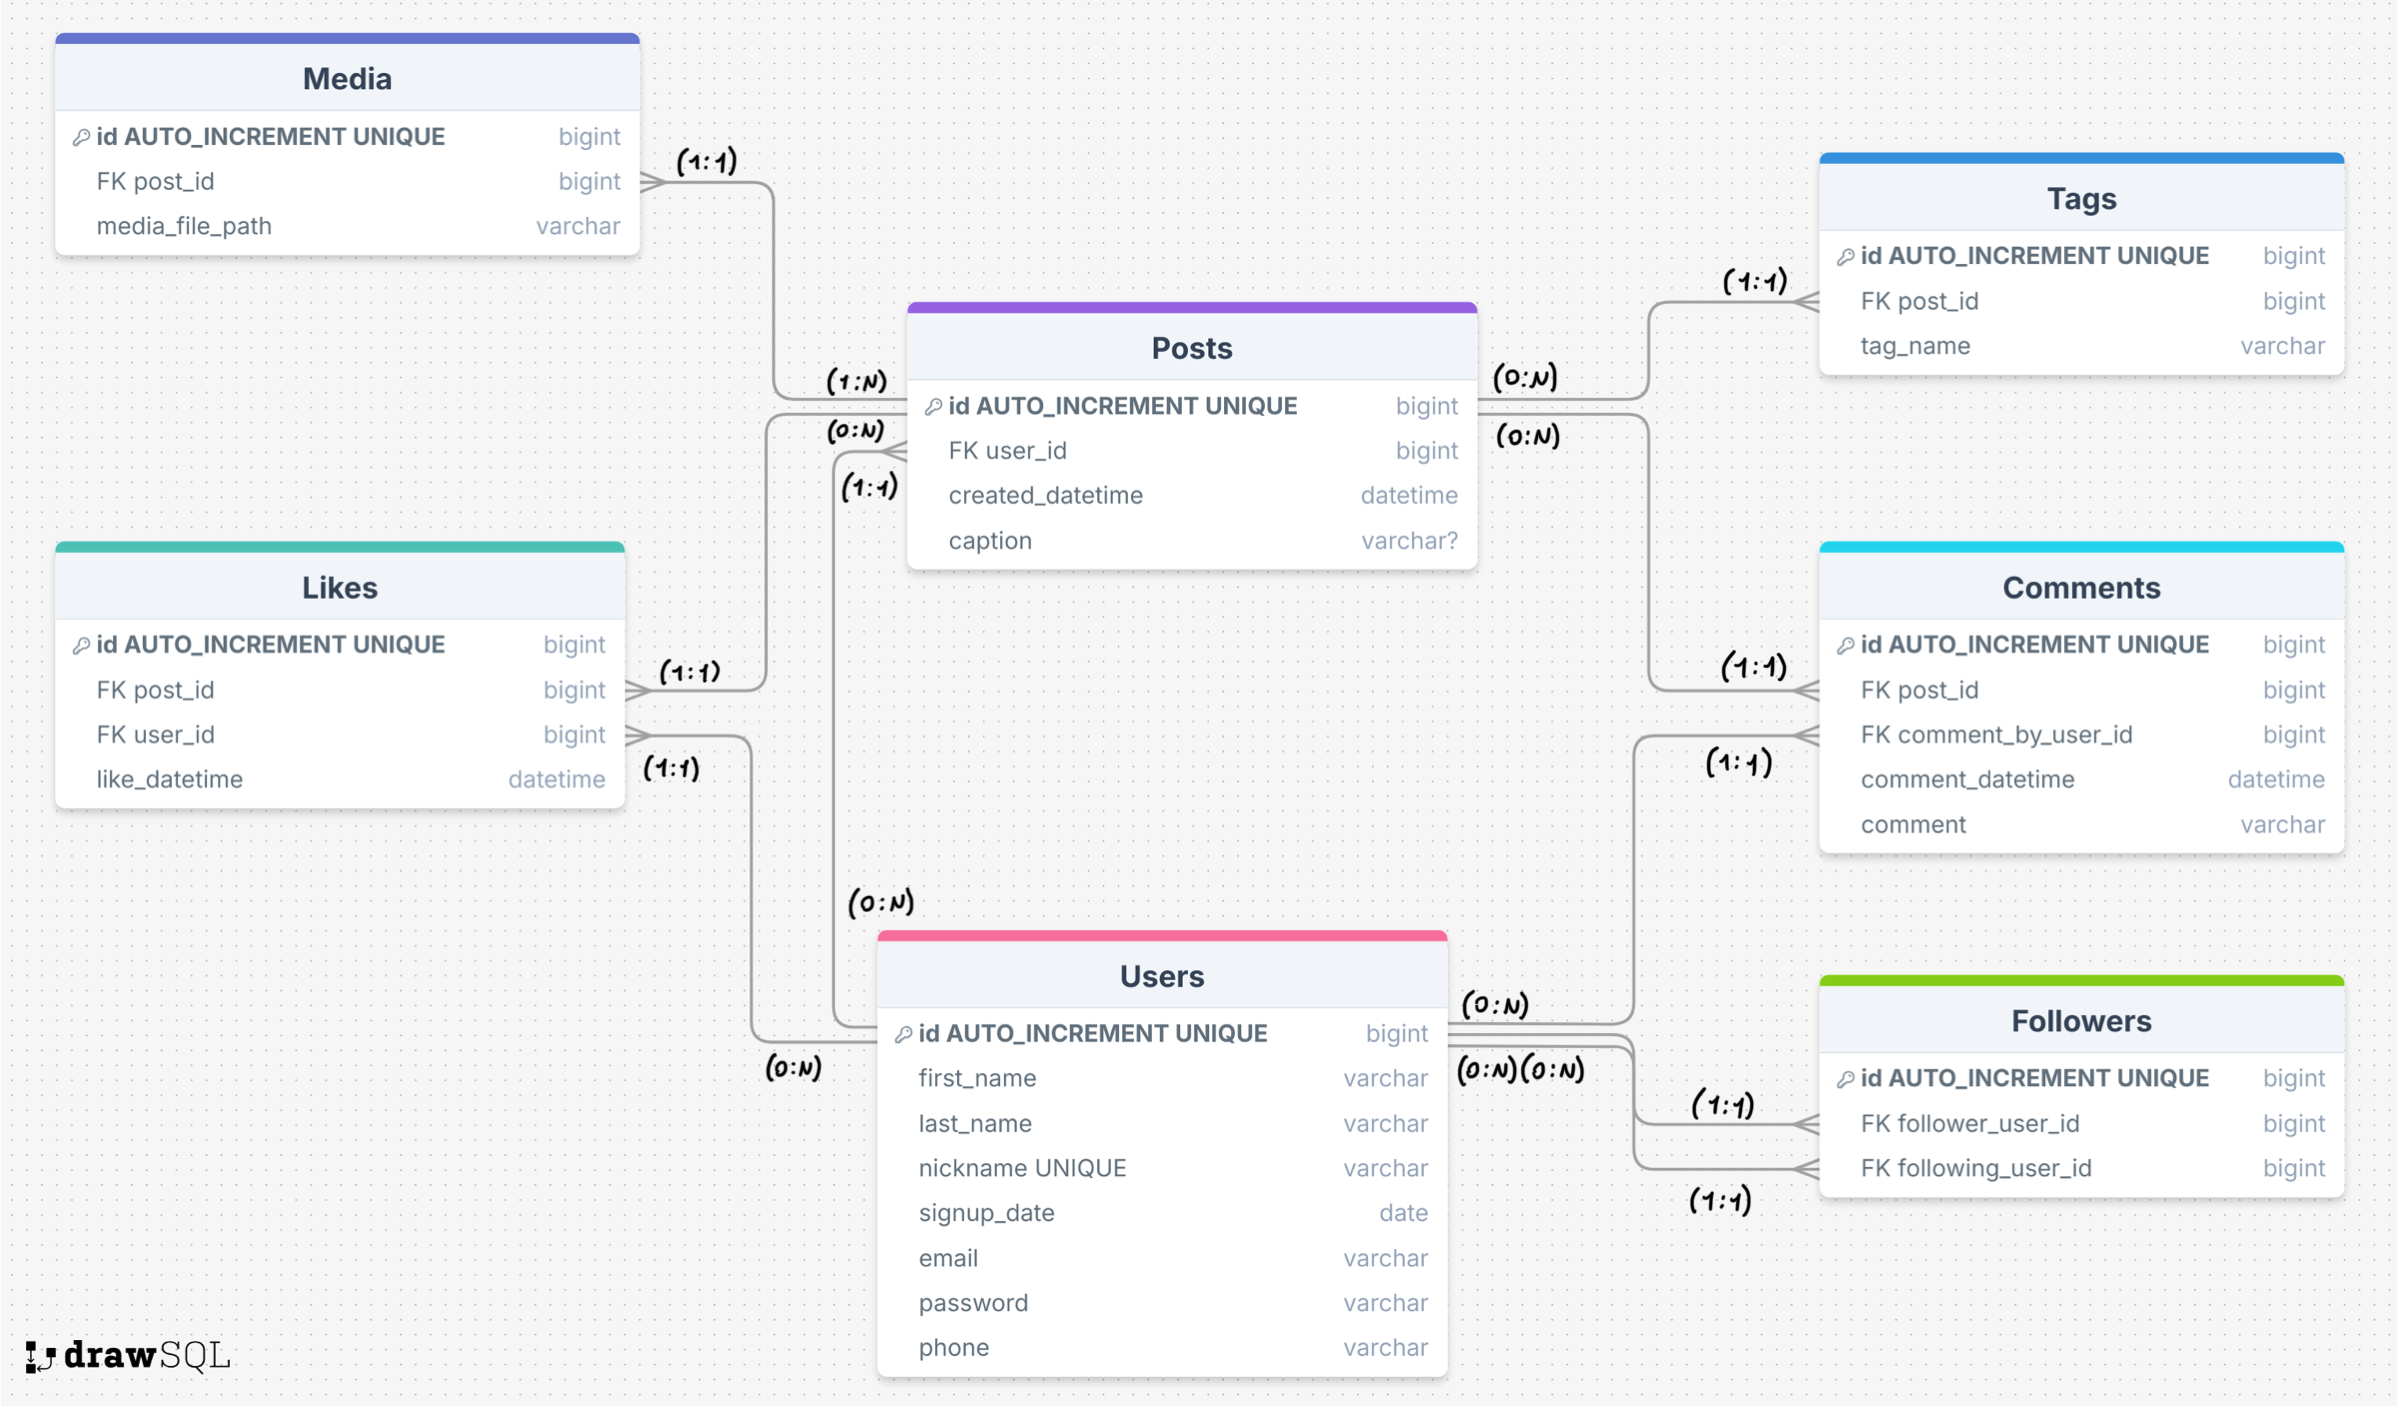 Media
id AUTO_INCREMENT UNIQUE bigint
FK post_id bigint
media_file_path varchar
(1:1)
(1:N)
Tags
id AUTO_INCREMENT UNIQUE bigint
FK post_id bigint
tag_name varchar
(1:1)
(0:N)
Posts
id AUTO_INCREMENT UNIQUE bigint
FK user_id bigint
created_datetime datetime
caption varchar?
(0:N)
(1:1)
(0:N)
Likes
id AUTO_INCREMENT UNIQUE bigint
FK post_id bigint
FK user_id bigint
like_datetime datetime
(1:1)
(1:1)
Comments
id AUTO_INCREMENT UNIQUE bigint
FK post_id bigint
FK comment_by_user_id bigint
comment_datetime datetime
comment varchar
(1:1)
(1:1)
(0:N)
(0:N)
Users
id AUTO_INCREMENT UNIQUE bigint
first_name varchar
last_name varchar
nickname UNIQUE varchar
signup_date date
email varchar
password varchar
phone varchar
(0:N)
(0:N)(0:N)
Followers
id AUTO_INCREMENT UNIQUE bigint
FK follower_user_id bigint
FK following_user_id bigint
(1:1)
(1:1)
drawSQL